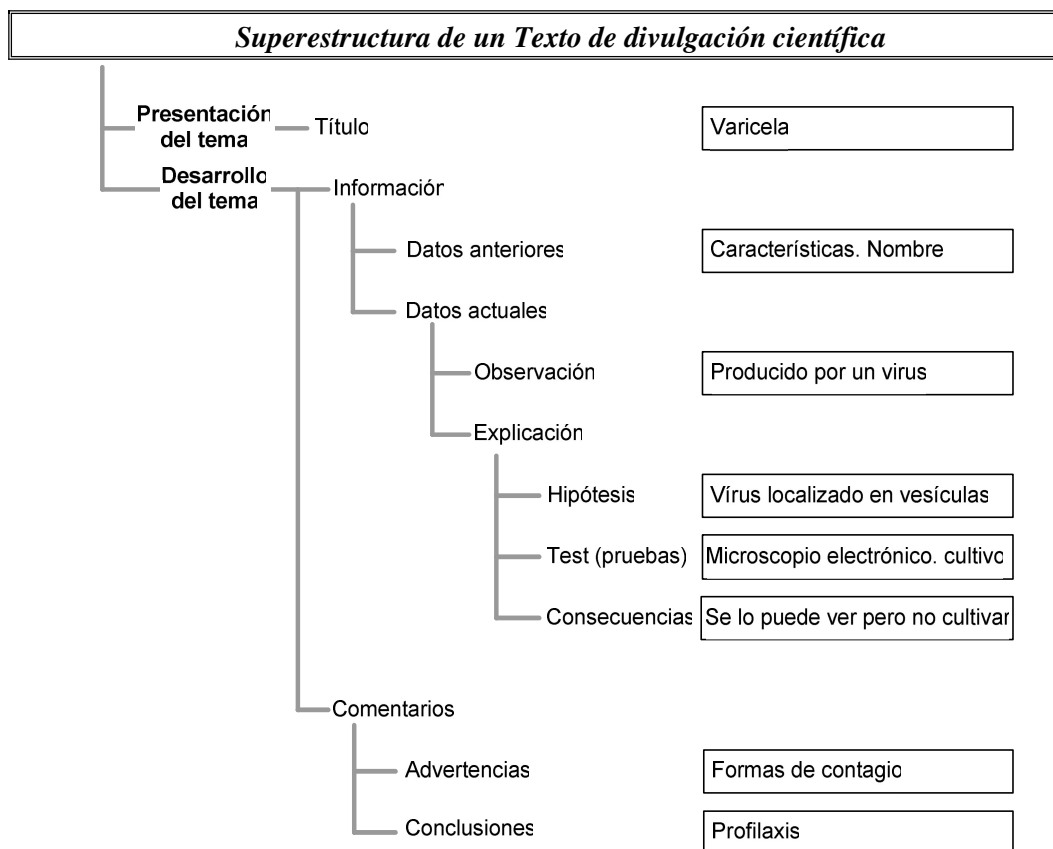 Superestructura de un Texto de divulgación científica
Presentación
del tema
Título
Varicela
Desarrollo
del tema
Información
Datos anteriores
Característícas. Nombre
Datos actuales
Observación
Producido por un virus
Explicación
Hipótesis
Vírus localizado en vesículas
Test (pruebas)
Microscopio electrónico. cultivo
Consecuencias
Se lo puede ver pero no cultivar
Comentarios
Advertencias
Formas de contagio
Conclusiones
Profilaxis